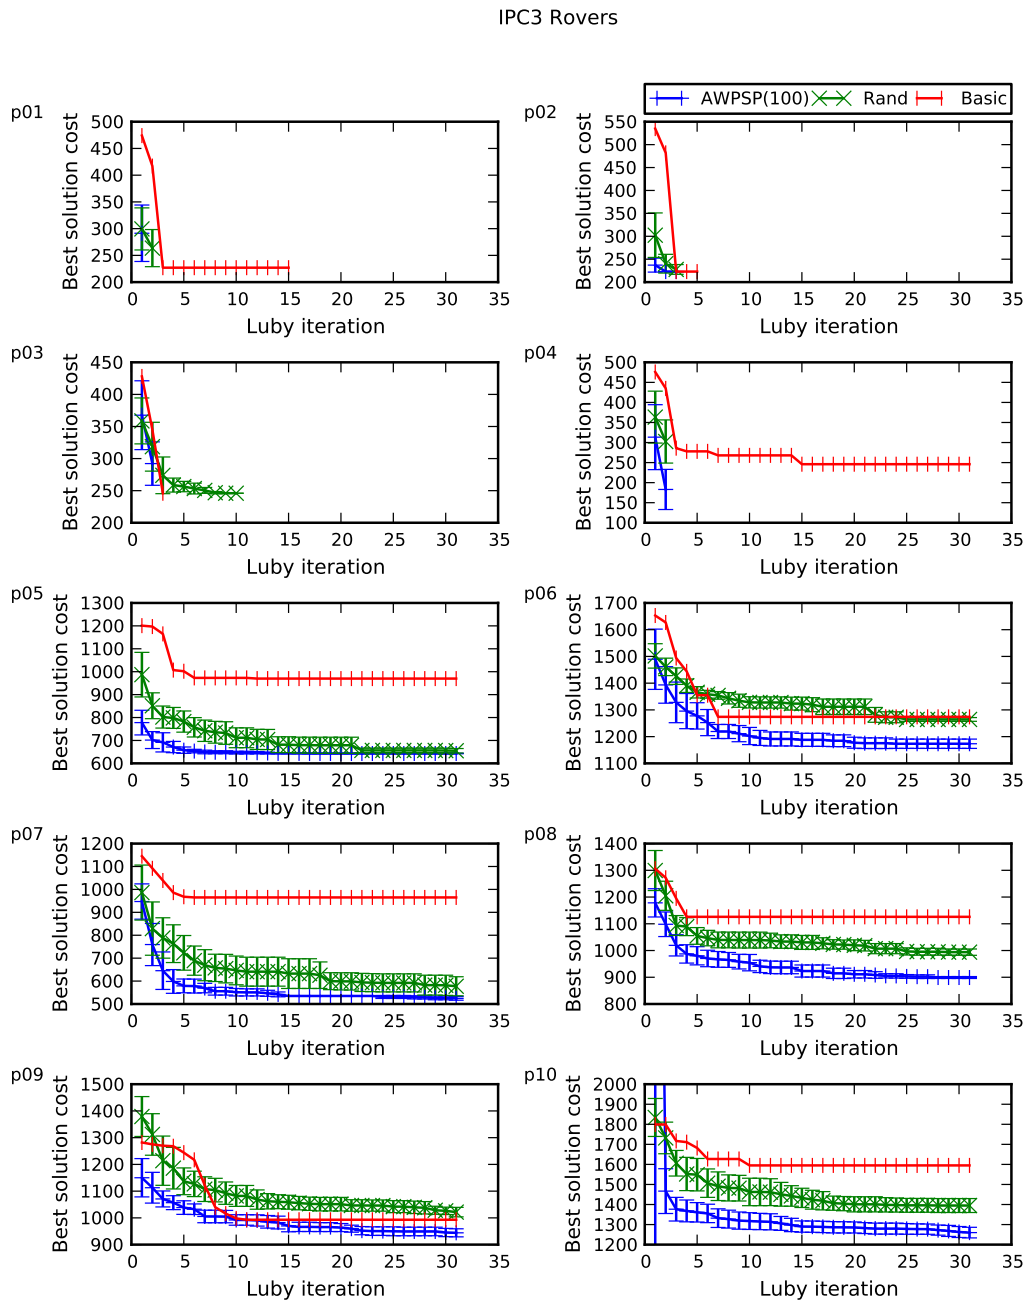 IPC3 Rovers
AWPSP(100) Rand Basic
p01
Best solution cost
500
450
400
350
300
250
200
0 5 10 15 20 25 30 35
Luby iteration
p02
Best solution cost
550
500
450
400
350
300
250
200
0 5 10 15 20 25 30 35
Luby iteration
p03
Best solution cost
450
400
350
300
250
200
0 5 10 15 20 25 30 35
Luby iteration
p04
Best solution cost
500
450
400
350
300
250
200
150
100
0 5 10 15 20 25 30 35
Luby iteration
p05
Best solution cost
1300
1200
1100
1000
900
800
700
600
0 5 10 15 20 25 30 35
Luby iteration
p06
Best solution cost
1700
1600
1500
1400
1300
1200
1100
0 5 10 15 20 25 30 35
Luby iteration
p07
Best solution cost
1200
1100
1000
900
800
700
600
500
0 5 10 15 20 25 30 35
Luby iteration
p08
Best solution cost
1400
1300
1200
1100
1000
900
800
0 5 10 15 20 25 30 35
Luby iteration
p09
Best solution cost
1500
1400
1300
1200
1100
1000
900
0 5 10 15 20 25 30 35
Luby iteration
p10
Best solution cost
2000
1900
1800
1700
1600
1500
1400
1300
1200
0 5 10 15 20 25 30 35
Luby iteration